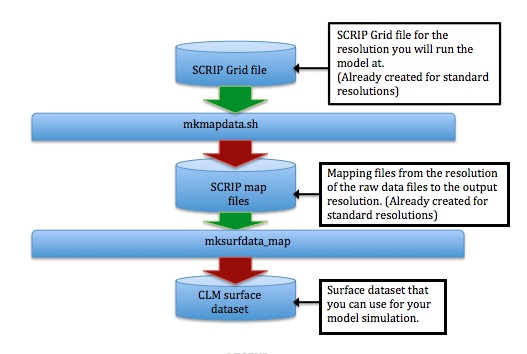 SCRIP Grid file for the
resolution you will run the
model at.
(Already created for standard
resolutions)
SCRIP Grid file
mkmapdata.sh
Mapping files from the resolution
of the raw data files to the output
resolution. (Already created for
standard resolutions)
SCRIP map
files
mksurfdata_map
Surface dataset that
you can use for your
model simulation.
CLM surface
dataset